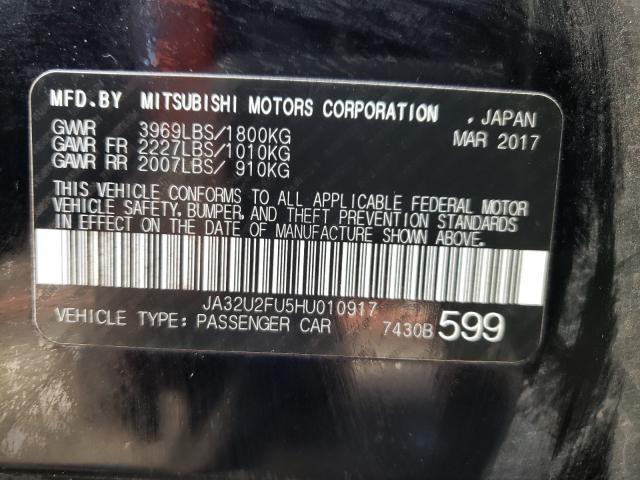 MFD.BY MITSUBISHI MOTORS CORPORATION . JAPAN
GVWR 3969LBS/1800KG MAR 2017
GAWR FR 2227LBS/1010KG
GAWR RR 2007LBS/ 910KG
THIS VEHICLE CONFORMS TO ALL APPLICABLE FEDERAL MOTOR
VEHICLE SAFETY, BUMPER, AND THEFT PREVENTION STANDARDS
IN EFFECT ON THE DATE OF MANUFACTURE SHOWN ABOVE.
JA32U2FU5HU010917
VEHICLE TYPE: PASSENGER CAR 7430B 599